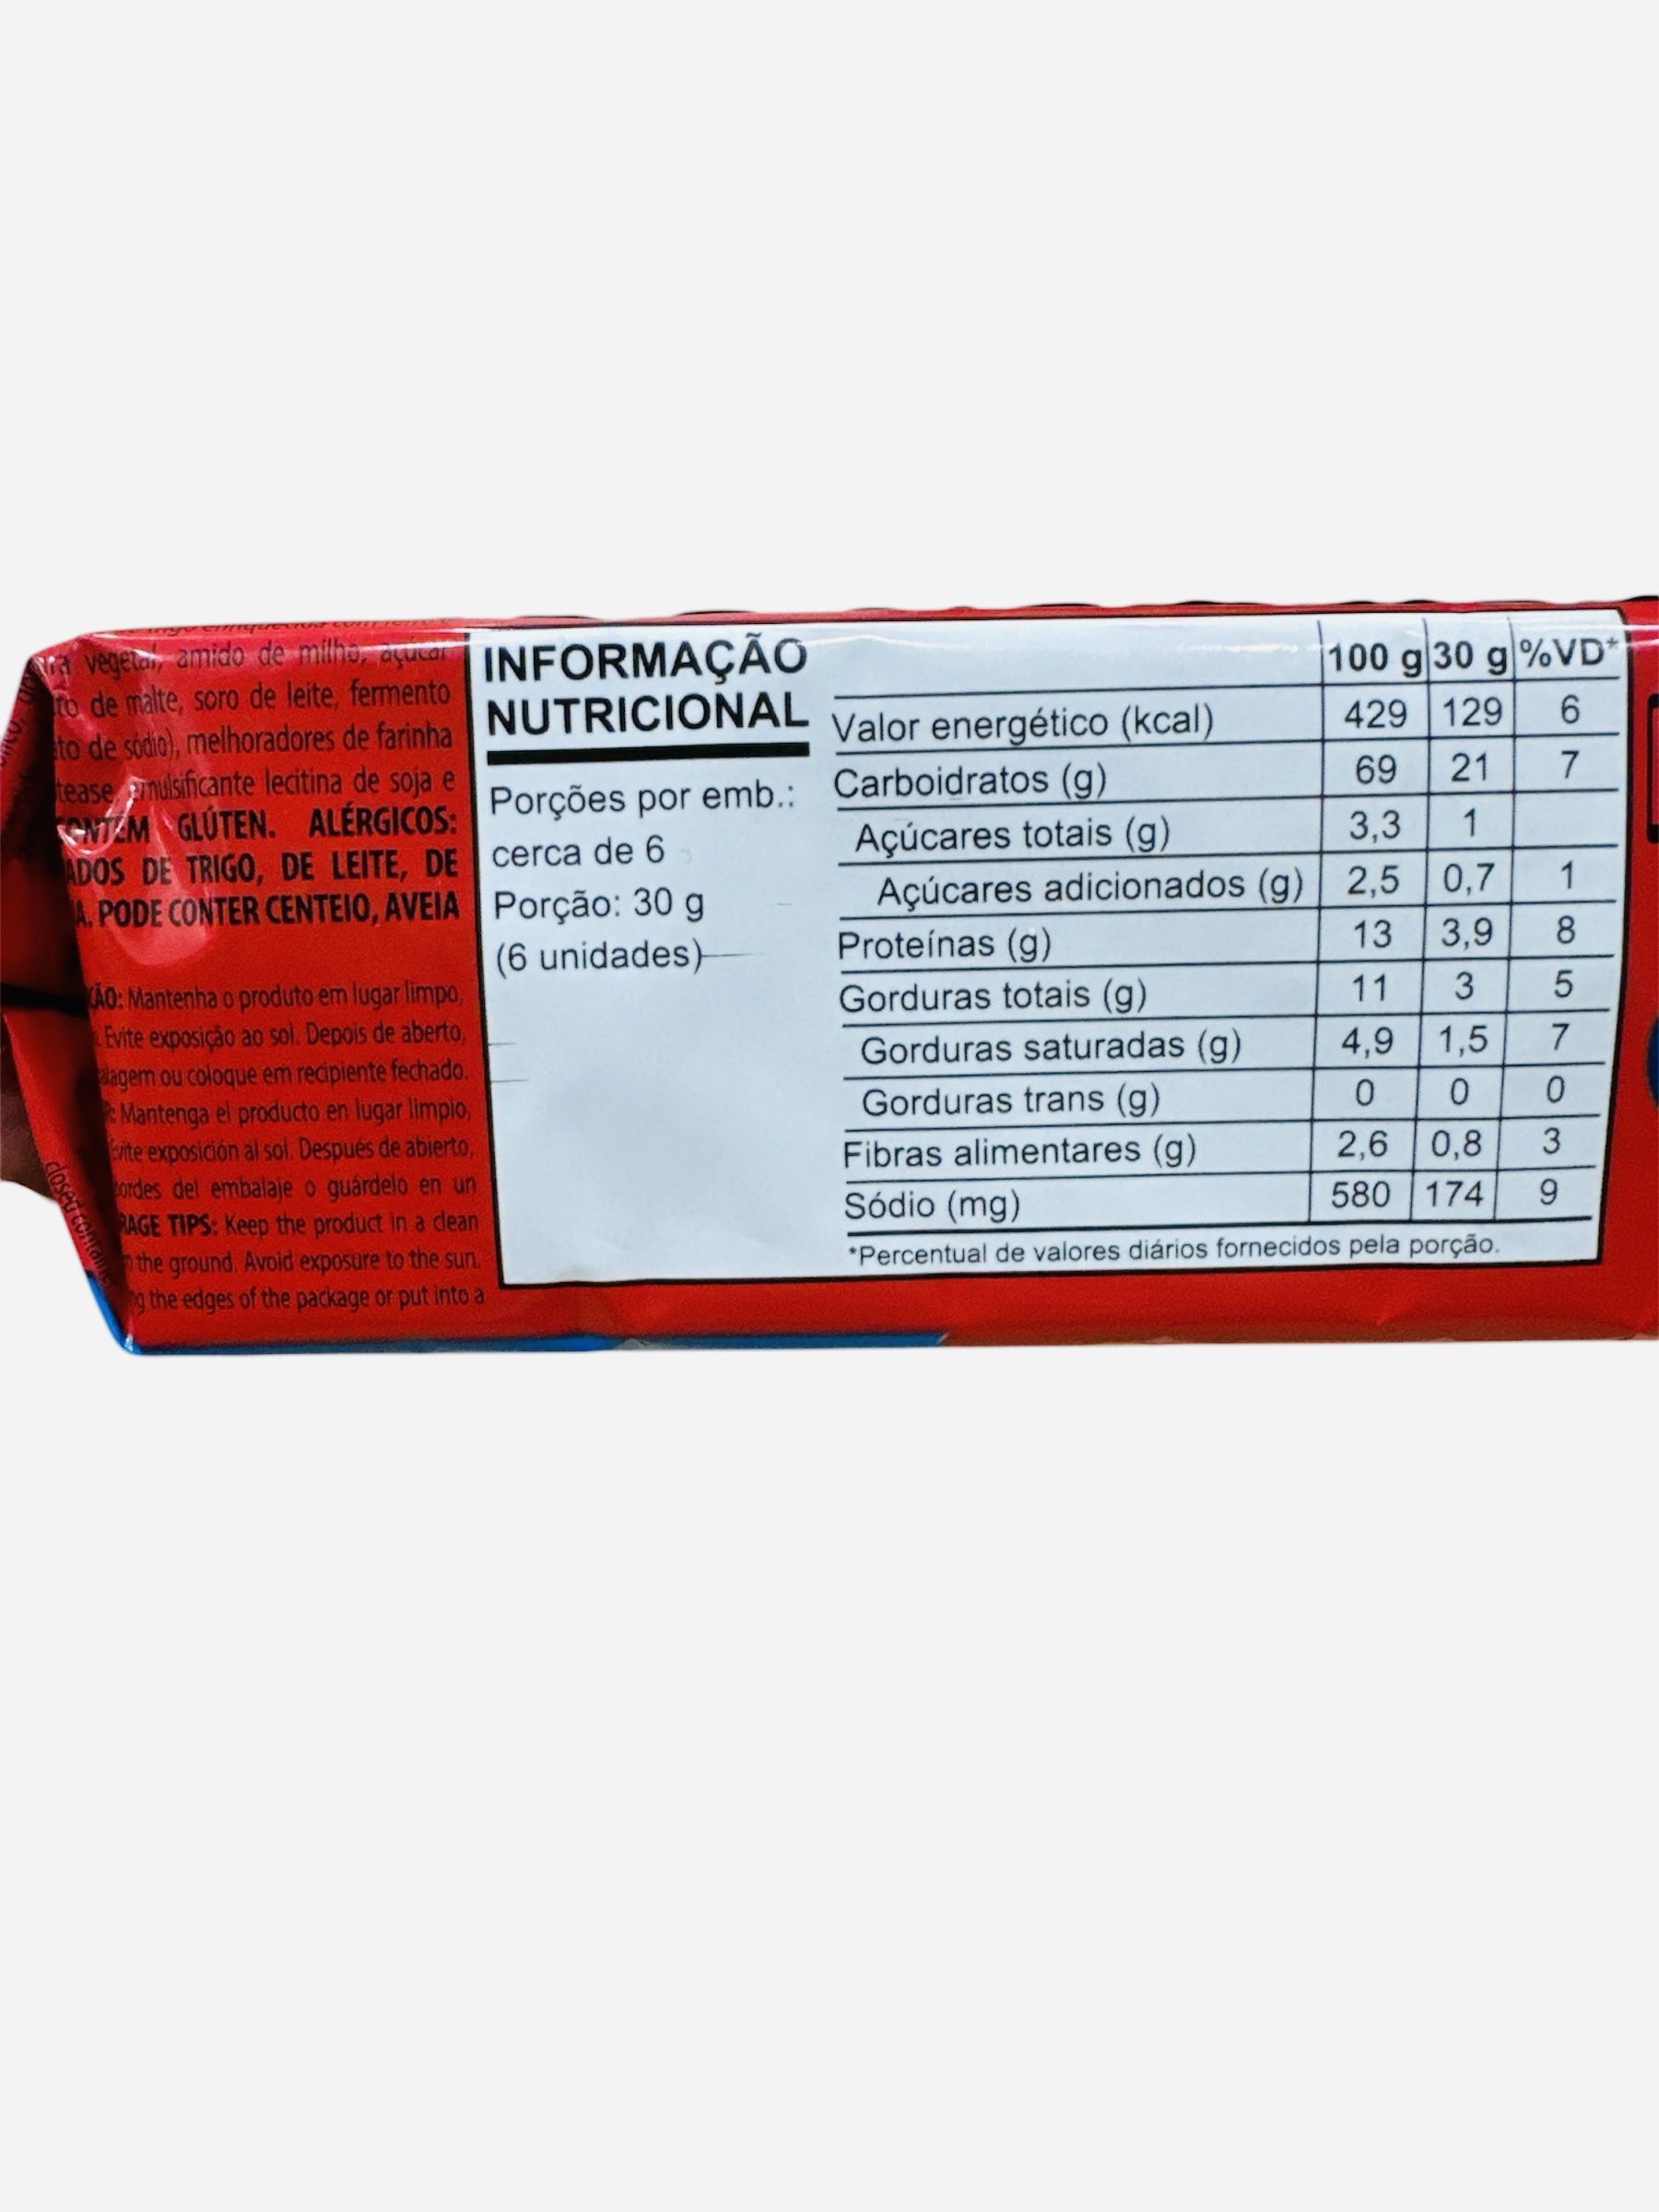 vegetal, amido de milho, açúcar
de malte, soro de leite, fermento
de sódio), melhoradores de farinha
emulsificante lecitina de soja e
CONTÉM GLÚTEN. ALÉRGICOS:
DE TRIGO, DE LEITE, DE
PODE CONTER CENTEIO, AVEIA
Mantenha o produto em lugar limpo,
Evite exposição ao sol. Depois de aberto,
ou coloque em recipiente fechado.
Mantenga el producto en lugar limpio,
Evite exposición al sol. Después de abierto,
bordes del embalaje o guárdelo en un
TIPS: Keep the product in a clean
the ground. Avoid exposure to the sun.
the edges of the package or put into a
closed
INFORMAÇÃO
NUTRICIONAL
Porções por emb.:
cerca de 6
Porção: 30 g
(6 unidades)
100 g 30 g %VD*
Valor energético (kcal) 429 129 6
Carboidratos (g) 69 21 7
Açúcares totais (g) 3,3 1
Açúcares adicionados (g) 2,5 0,7 1
Proteínas (g) 13 3,9 8
Gorduras totais (g) 11 3 5
Gorduras saturadas (g) 4,9 1,5 7
Gorduras trans (g) 0 0 0
Fibras alimentares (g) 2,6 0,8 3
Sódio (mg) 580 174 9
*Percentual de valores diários fornecidos pela porção.